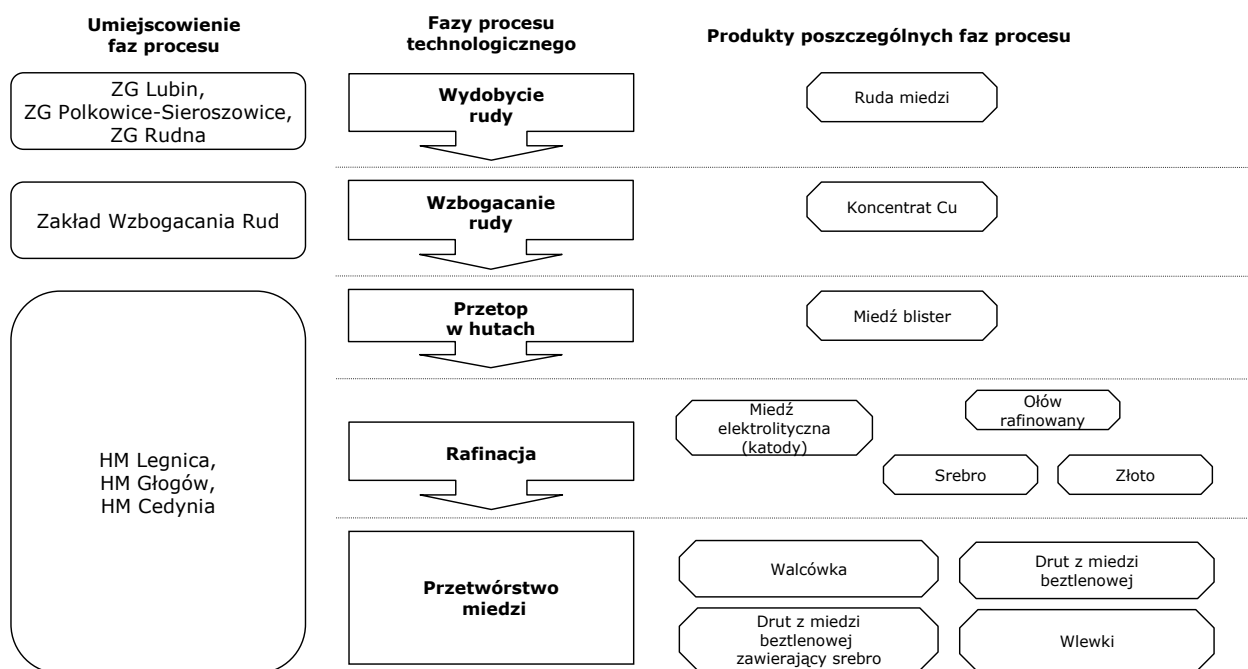 Umiejscowienie
faz procesu
Fazy procesu
technologicznego
Produkty poszczególnych faz procesu
ZG Lubin,
ZG Polkowice-Sieroszowice,
ZG Rudna
Wydobycie
rudy
Ruda miedzi
Zakład Wzbogacania Rud
Wzbogacanie
rudy
Koncentrat Cu
HM Legnica,
HM Głogów,
HM Cedynia
Przetop
w hutach
Miedź blister
Rafinacja
Miedź
elektrolityczna
(katody)
Ołów
rafinowany
Srebro
Złoto
Przetwórstwo
miedzi
Walcówka
Drut z miedzi
beztlenowej
Drut z miedzi
beztlenowej
zawierający srebro
Wlewki